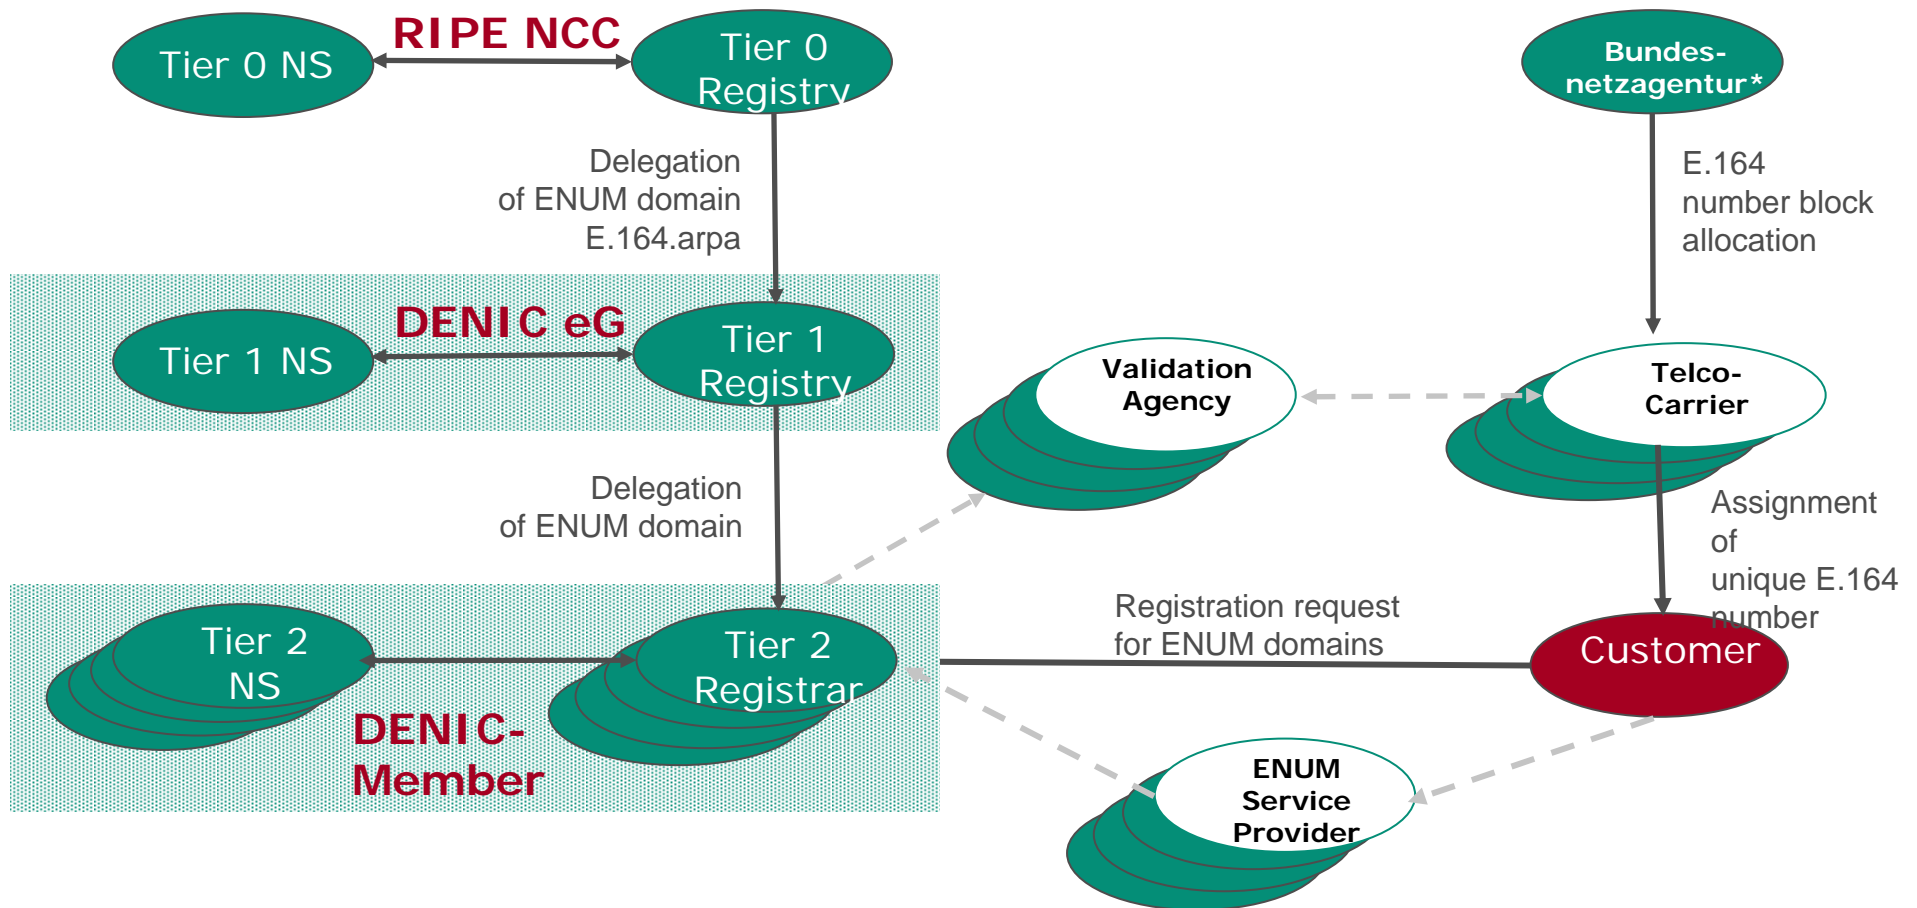 RIPE NCC
Tier 0 NS
Tier 0
Registry
Bundes-
netzagentur*
Delegation
of ENUM domain
E.164.arpa
E.164
number block
allocation
DENIC eG
Tier 1 NS
Tier 1
Registry
Validation
Agency
Telco-
Carrier
Delegation
of ENUM domain
Assignment
of
unique E.164
number
Tier 2
NS
Tier 2
Registrar
DENIC-
Member
Registration request
for ENUM domains
Customer
ENUM
Service
Provider